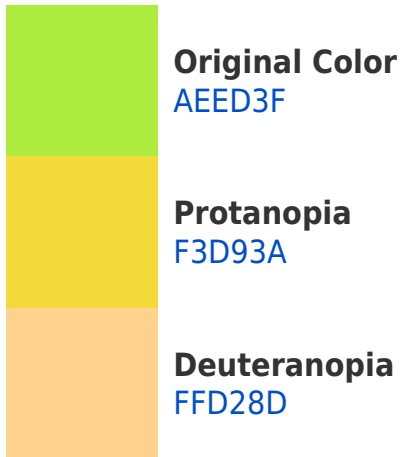 Original Color
AEED3F
Protanopia
F3D93A
Deuteranopia
FFD28D